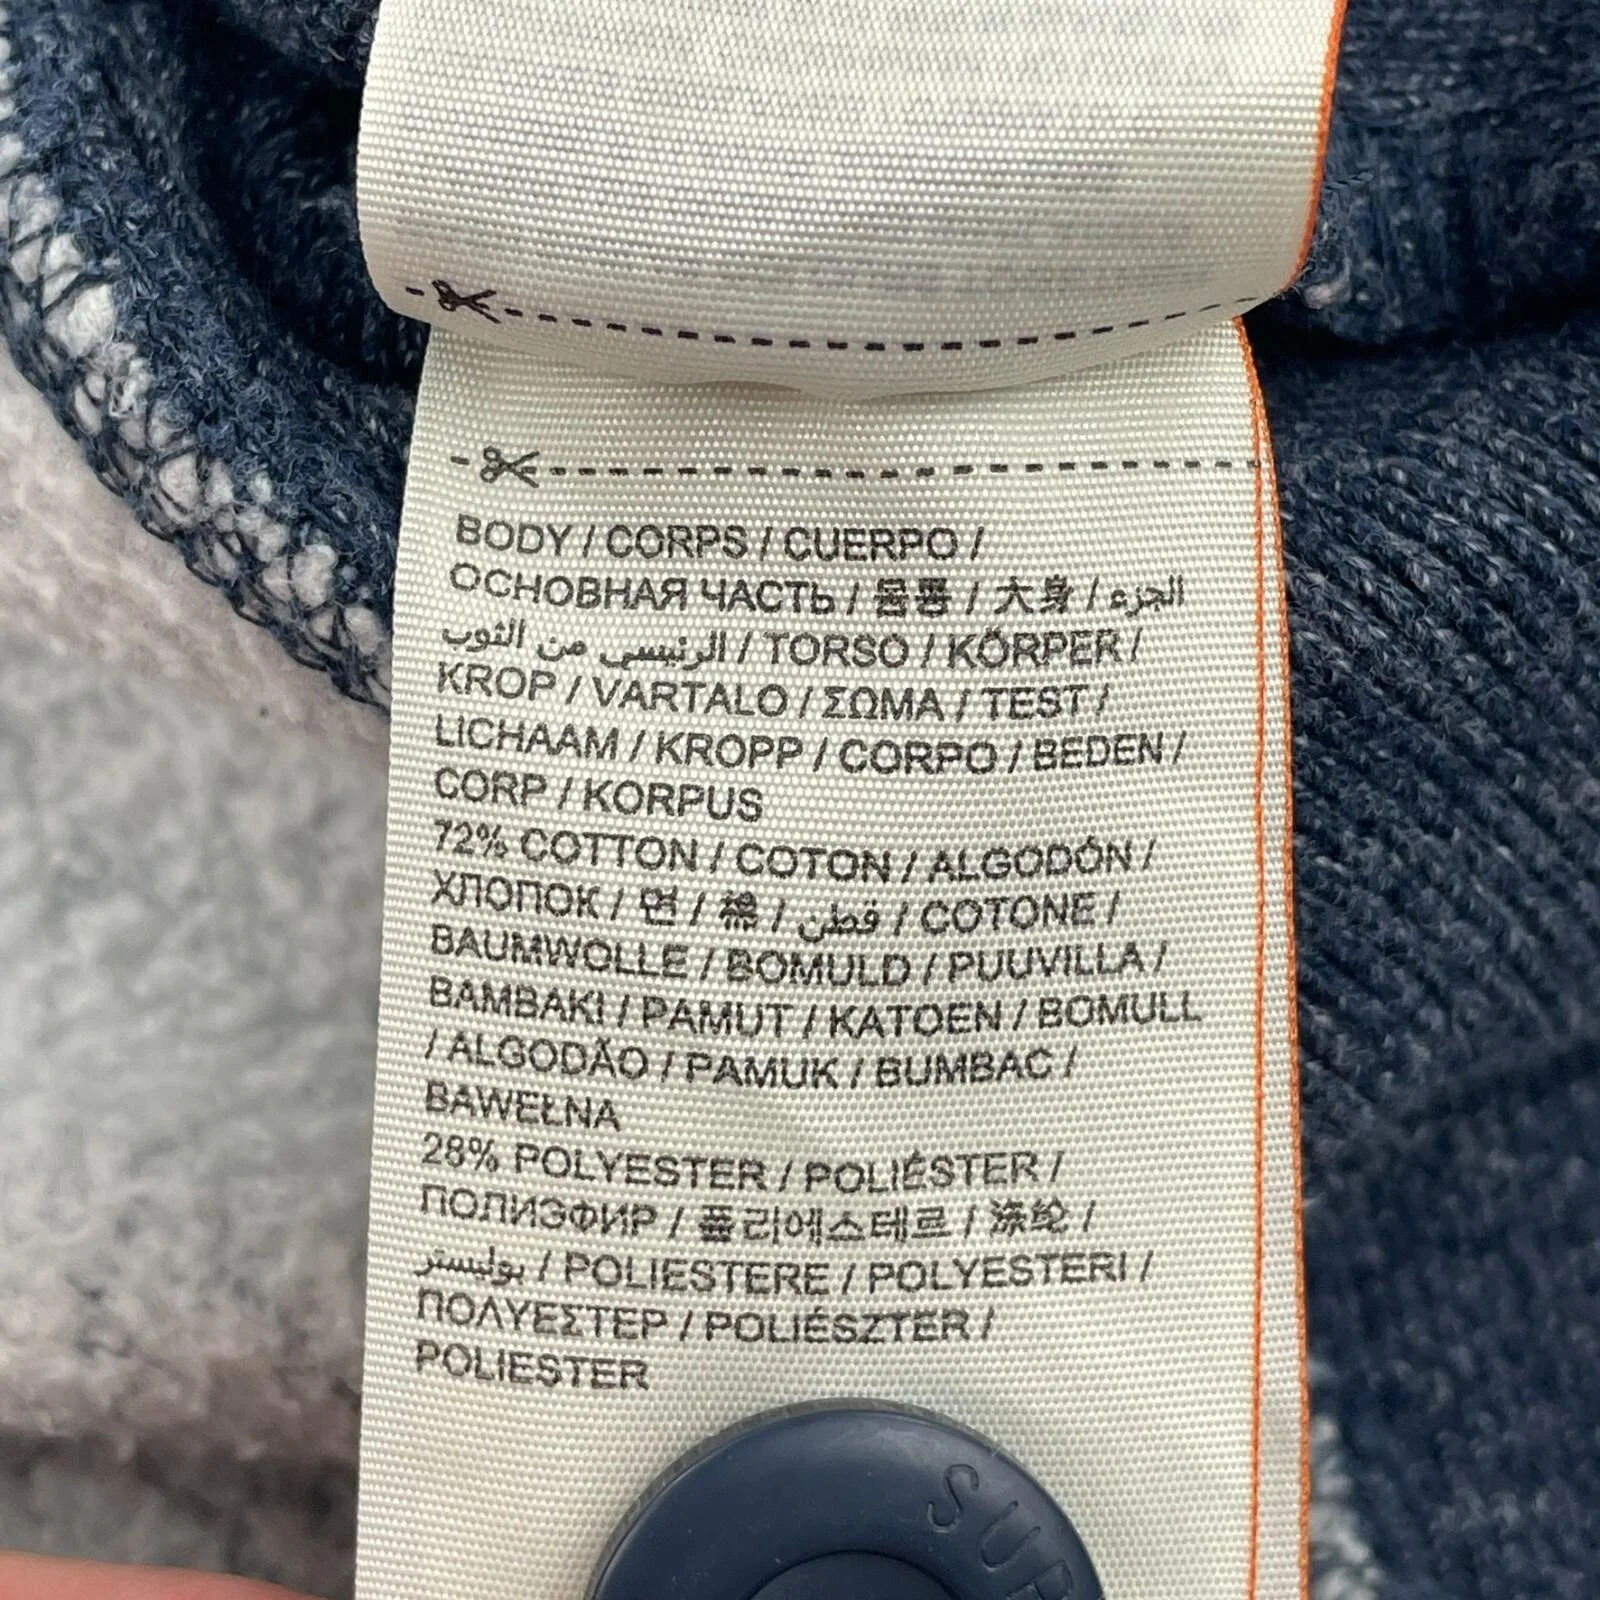 BODY / CORPS / CUERPO /
ОСНОВНАЯ ЧАСТЬ / 몸통 / 大身 / الجزء
الرئيسي من الثوب / TORSO / KÖRPER /
KROP / VARTALO / ΣΩΜΑ / TEST /
LICHAAM / KROPP / CORPO / BEDEN /
CORP / KORPUS
72% COTTON / COTON / ALGODÓN /
ХЛОПОК / 면 / 棉 / قطن / COTONE /
BAUMWOLLE / BOMULD / PUUVILLA /
BAMBAKI / PAMUT / KATOEN / BOMULL
/ ALGODÃO / PAMUK / BUMBAC /
BAWEŁNA
28% POLYESTER / POLIÉSTER /
ПОЛИЭФИР / 폴리에스테르 / 涤纶 /
بوليستر / POLIESTERE / POLYESTERI /
ΠΟΛΥΕΣΤΕΡ / POLIÉSZTER /
POLIESTER
SUP